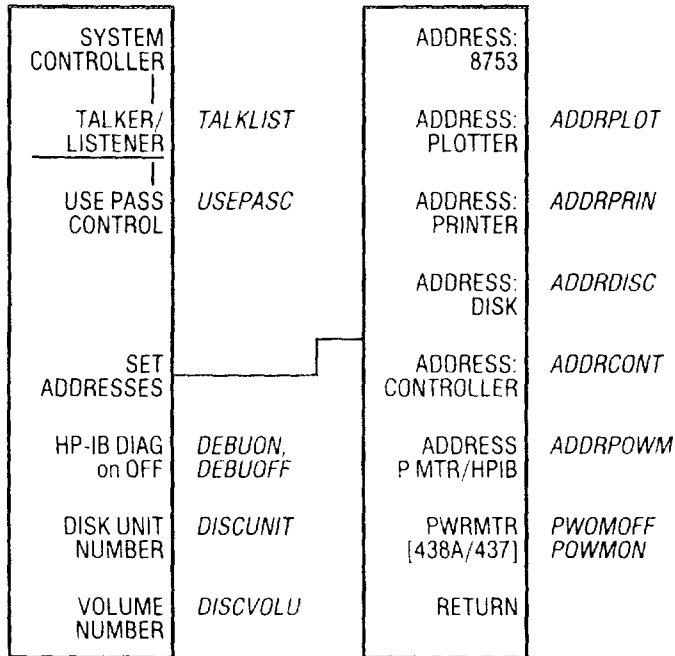 SYSTEM
CONTROLLER
TALKER/
LISTENER
TALKLIST
USE PASS
CONTROL
USEPASC
SET
ADDRESSES
HP-IB DIAG
on OFF
DEBUON,
DEBUOFF
DISK UNIT
NUMBER
DISCUNIT
VOLUME
NUMBER
DISCVOLU
ADDRESS:
8753
ADDRESS:
PLOTTER
ADDRPLOT
ADDRESS:
PRINTER
ADDRPRIN
ADDRESS:
DISK
ADDRDISC
ADDRESS:
CONTROLLER
ADDRCONT
ADDRESS
P MTR/HPIB
ADDRPOWM
PWRMTR
[438A/437]
PWOMOFF
POWMON
RETURN